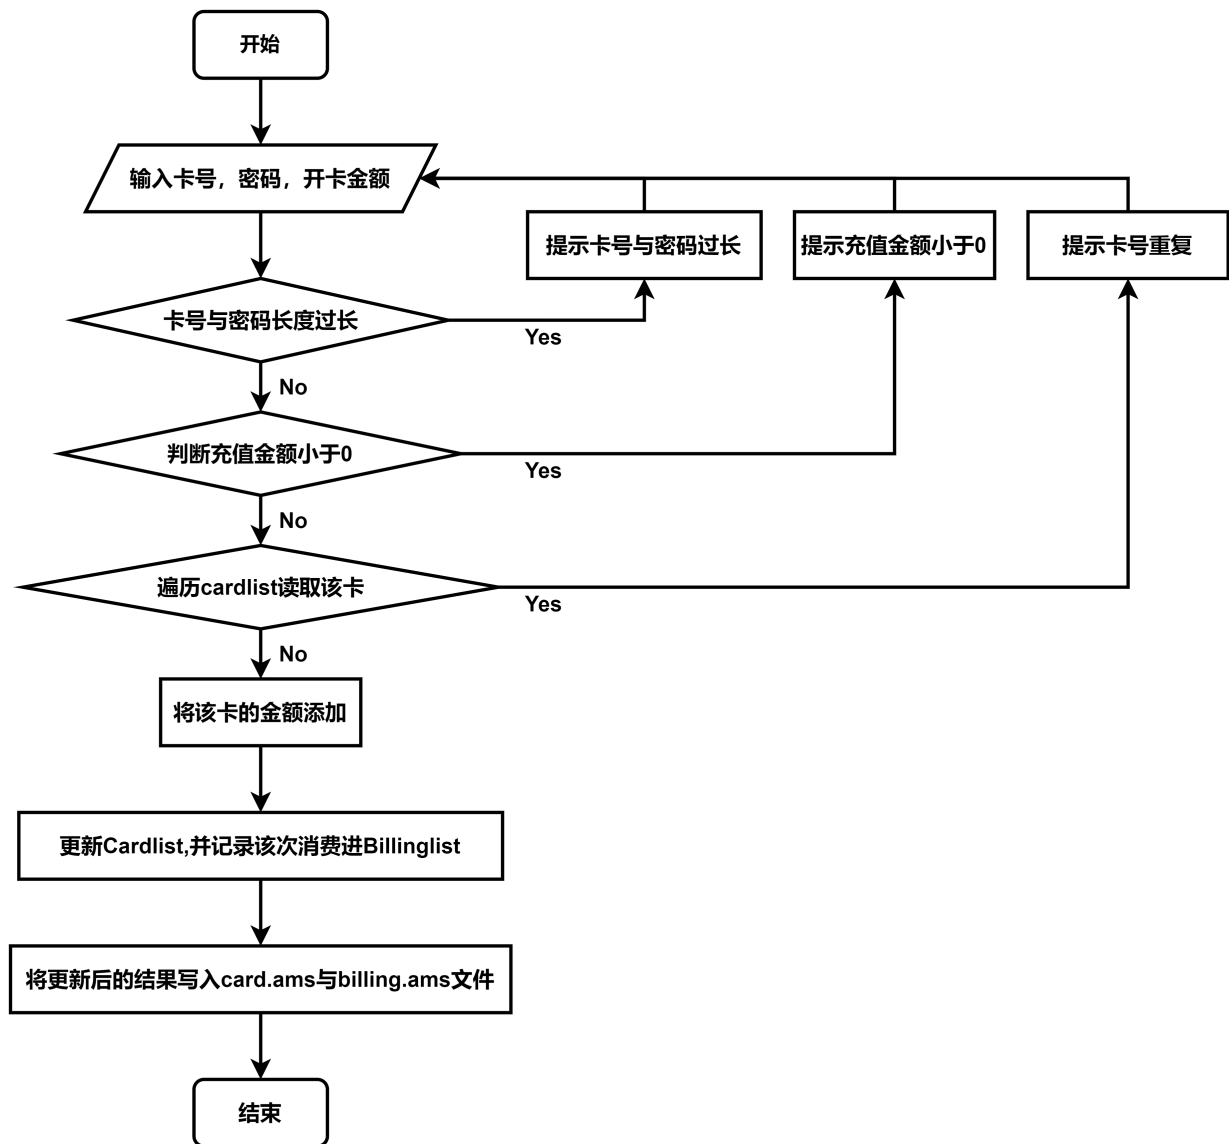 开始
输入卡号，密码，开卡金额
提示卡号与密码过长
提示充值金额小于0
提示卡号重复
卡号与密码长度过长
Yes
No
判断充值金额小于0
Yes
No
遍历cardlist读取该卡
Yes
No
将该卡的金额添加
更新Cardlist,并记录该次消费进Billinglist
将更新后的结果写入card.ams与billing.ams文件
结束